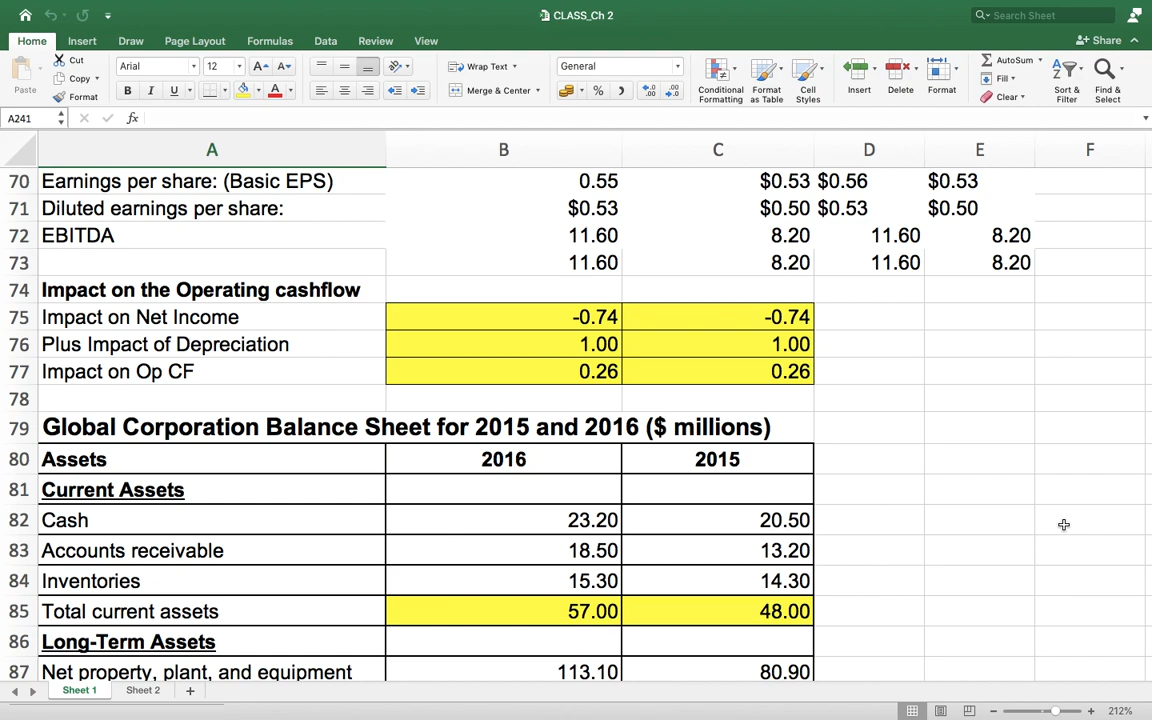 CLASS_Ch 2
Search Sheet
Home Insert Draw Page Layout Formulas Data Review View
Share
Paste
Cut
Copy
Format
Arial 12
A A
B I U A
Wrap Text
Merge & Center
General
%
Conditional Formatting
Format as Table
Cell Styles
Insert
Delete
Format
AutoSum
Fill
Clear
Sort & Filter
Find & Select
A241 fx
A B C D E F
70 Earnings per share: (Basic EPS) 0.55 $0.53 $0.56 $0.53
71 Diluted earnings per share: $0.53 $0.50 $0.53 $0.50
72 EBITDA 11.60 8.20 11.60 8.20
73 11.60 8.20 11.60 8.20
74 Impact on the Operating cashflow
75 Impact on Net Income -0.74 -0.74
76 Plus Impact of Depreciation 1.00 1.00
77 Impact on Op CF 0.26 0.26
78
79 Global Corporation Balance Sheet for 2015 and 2016 ($ millions)
80 Assets 2016 2015
81 Current Assets
82 Cash 23.20 20.50
83 Accounts receivable 18.50 13.20
84 Inventories 15.30 14.30
85 Total current assets 57.00 48.00
86 Long-Term Assets
87 Net property, plant, and equipment 113.10 80.90
Sheet 1 Sheet 2 +
212%